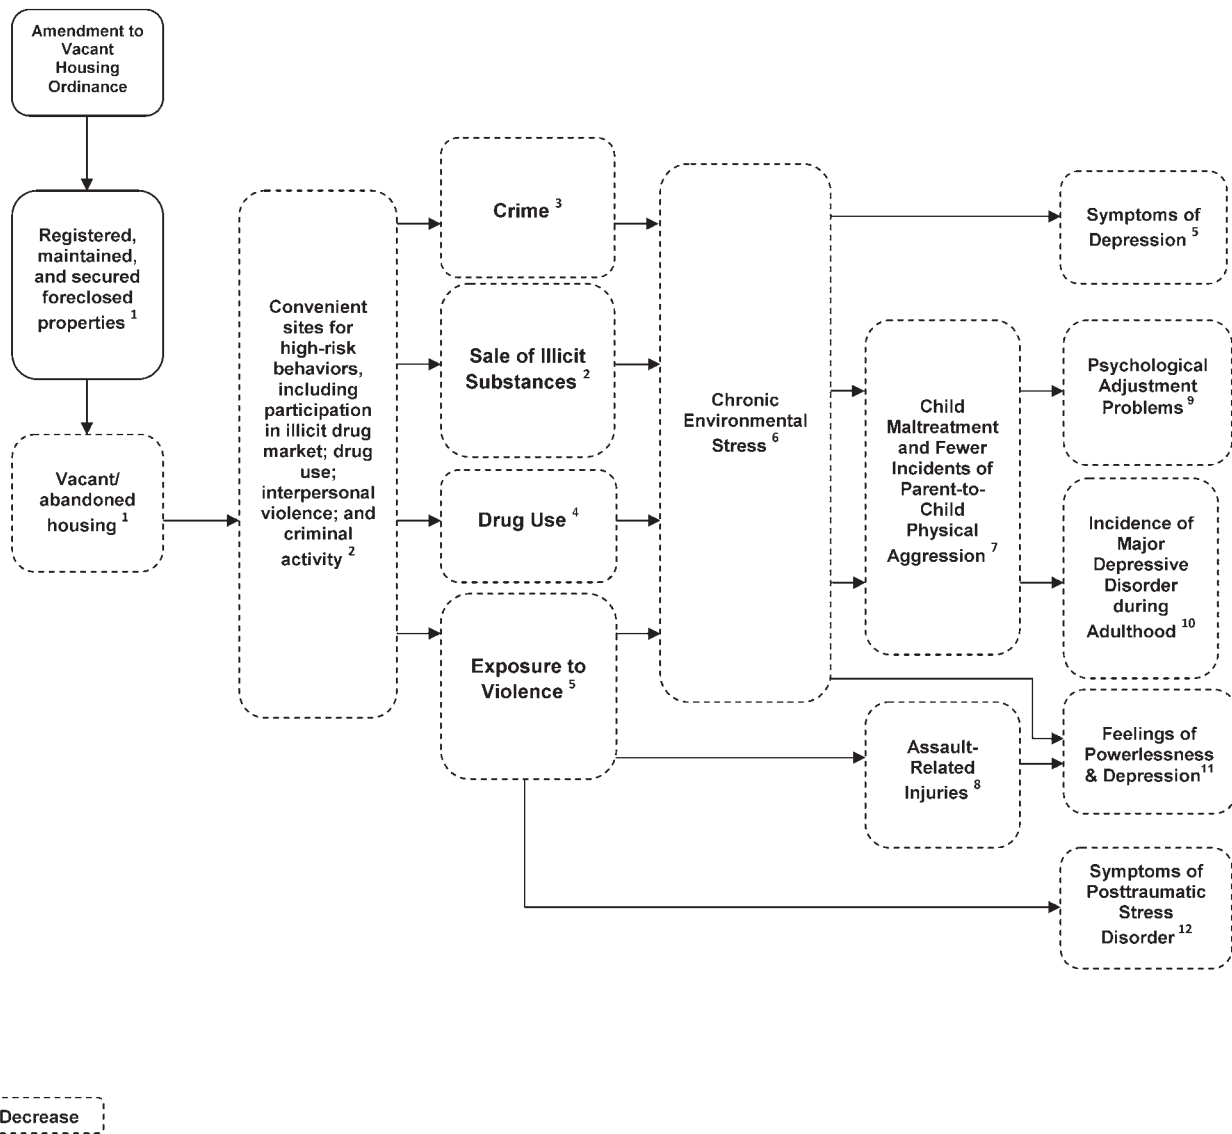 Amendment to
Vacant
Housing
Ordinance
Registered,
maintained,
and secured
foreclosed
properties 1
Vacant/
abandoned
housing 1
Convenient
sites for
high-risk
behaviors,
including
participation
in illicit drug
market; drug
use;
interpersonal
violence; and
criminal
activity 2
Crime 3
Sale of Illicit
Substances 2
Drug Use 4
Exposure to
Violence 5
Chronic
Environmental
Stress 6
Child
Maltreatment
and Fewer
Incidents of
Parent-to-
Child
Physical
Aggression 7
Assault-
Related
Injuries 8
Symptoms of
Depression 5
Psychological
Adjustment
Problems 9
Incidence of
Major
Depressive
Disorder
during
Adulthood 10
Feelings of
Powerlessness
& Depression 11
Symptoms of
Posttraumatic
Stress
Disorder 12
Decrease